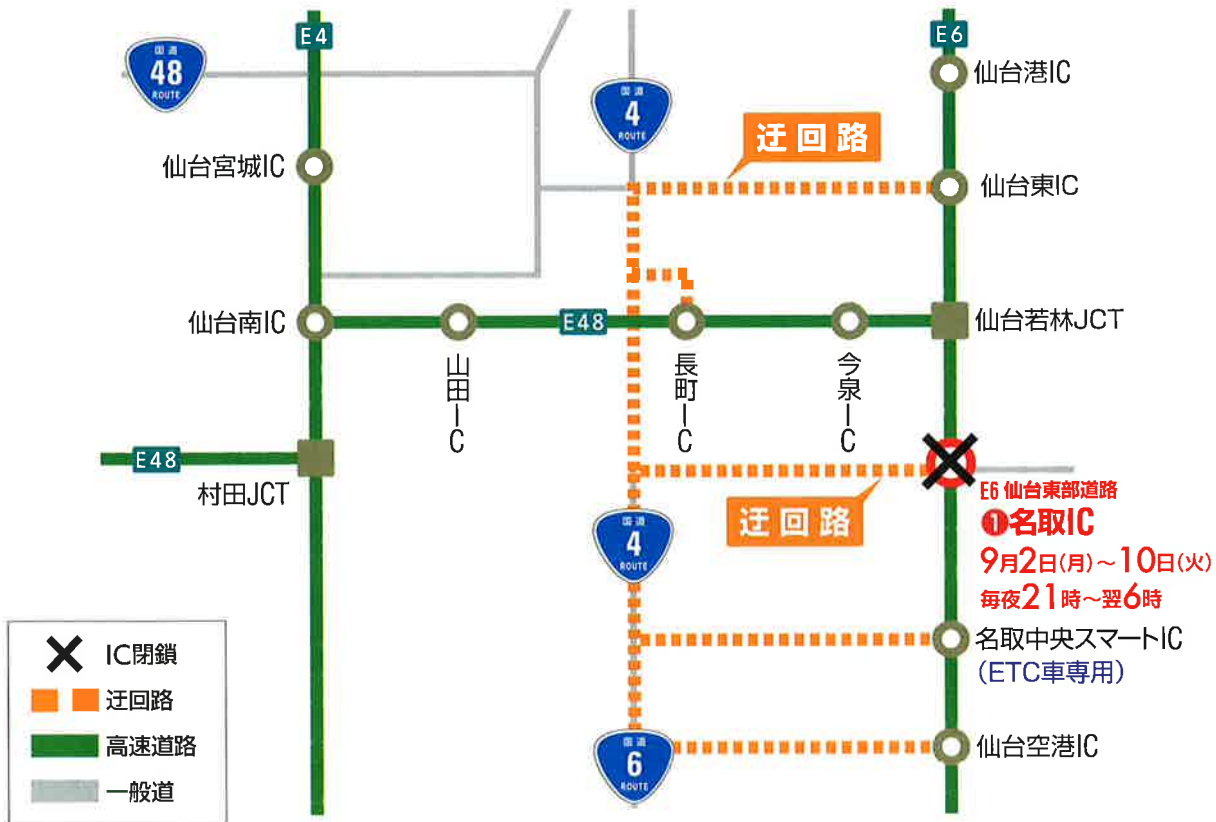 E4
E6
国道
48
ROUTE
国道
4
ROUTE
仙台港IC
迂回路
仙台宮城IC
仙台東IC
仙台南IC
E48
仙台若林JCT
山田IC
長町IC
今泉IC
E48
村田JCT
E6 仙台東部道路
迂回路
❶名取IC
国道
4
ROUTE
9月2日(月)～10日(火)
毎夜21時～翌6時
名取中央スマートIC
(ETC車専用)
IC閉鎖
迂回路
高速道路
一般道
国道
6
ROUTE
仙台空港IC